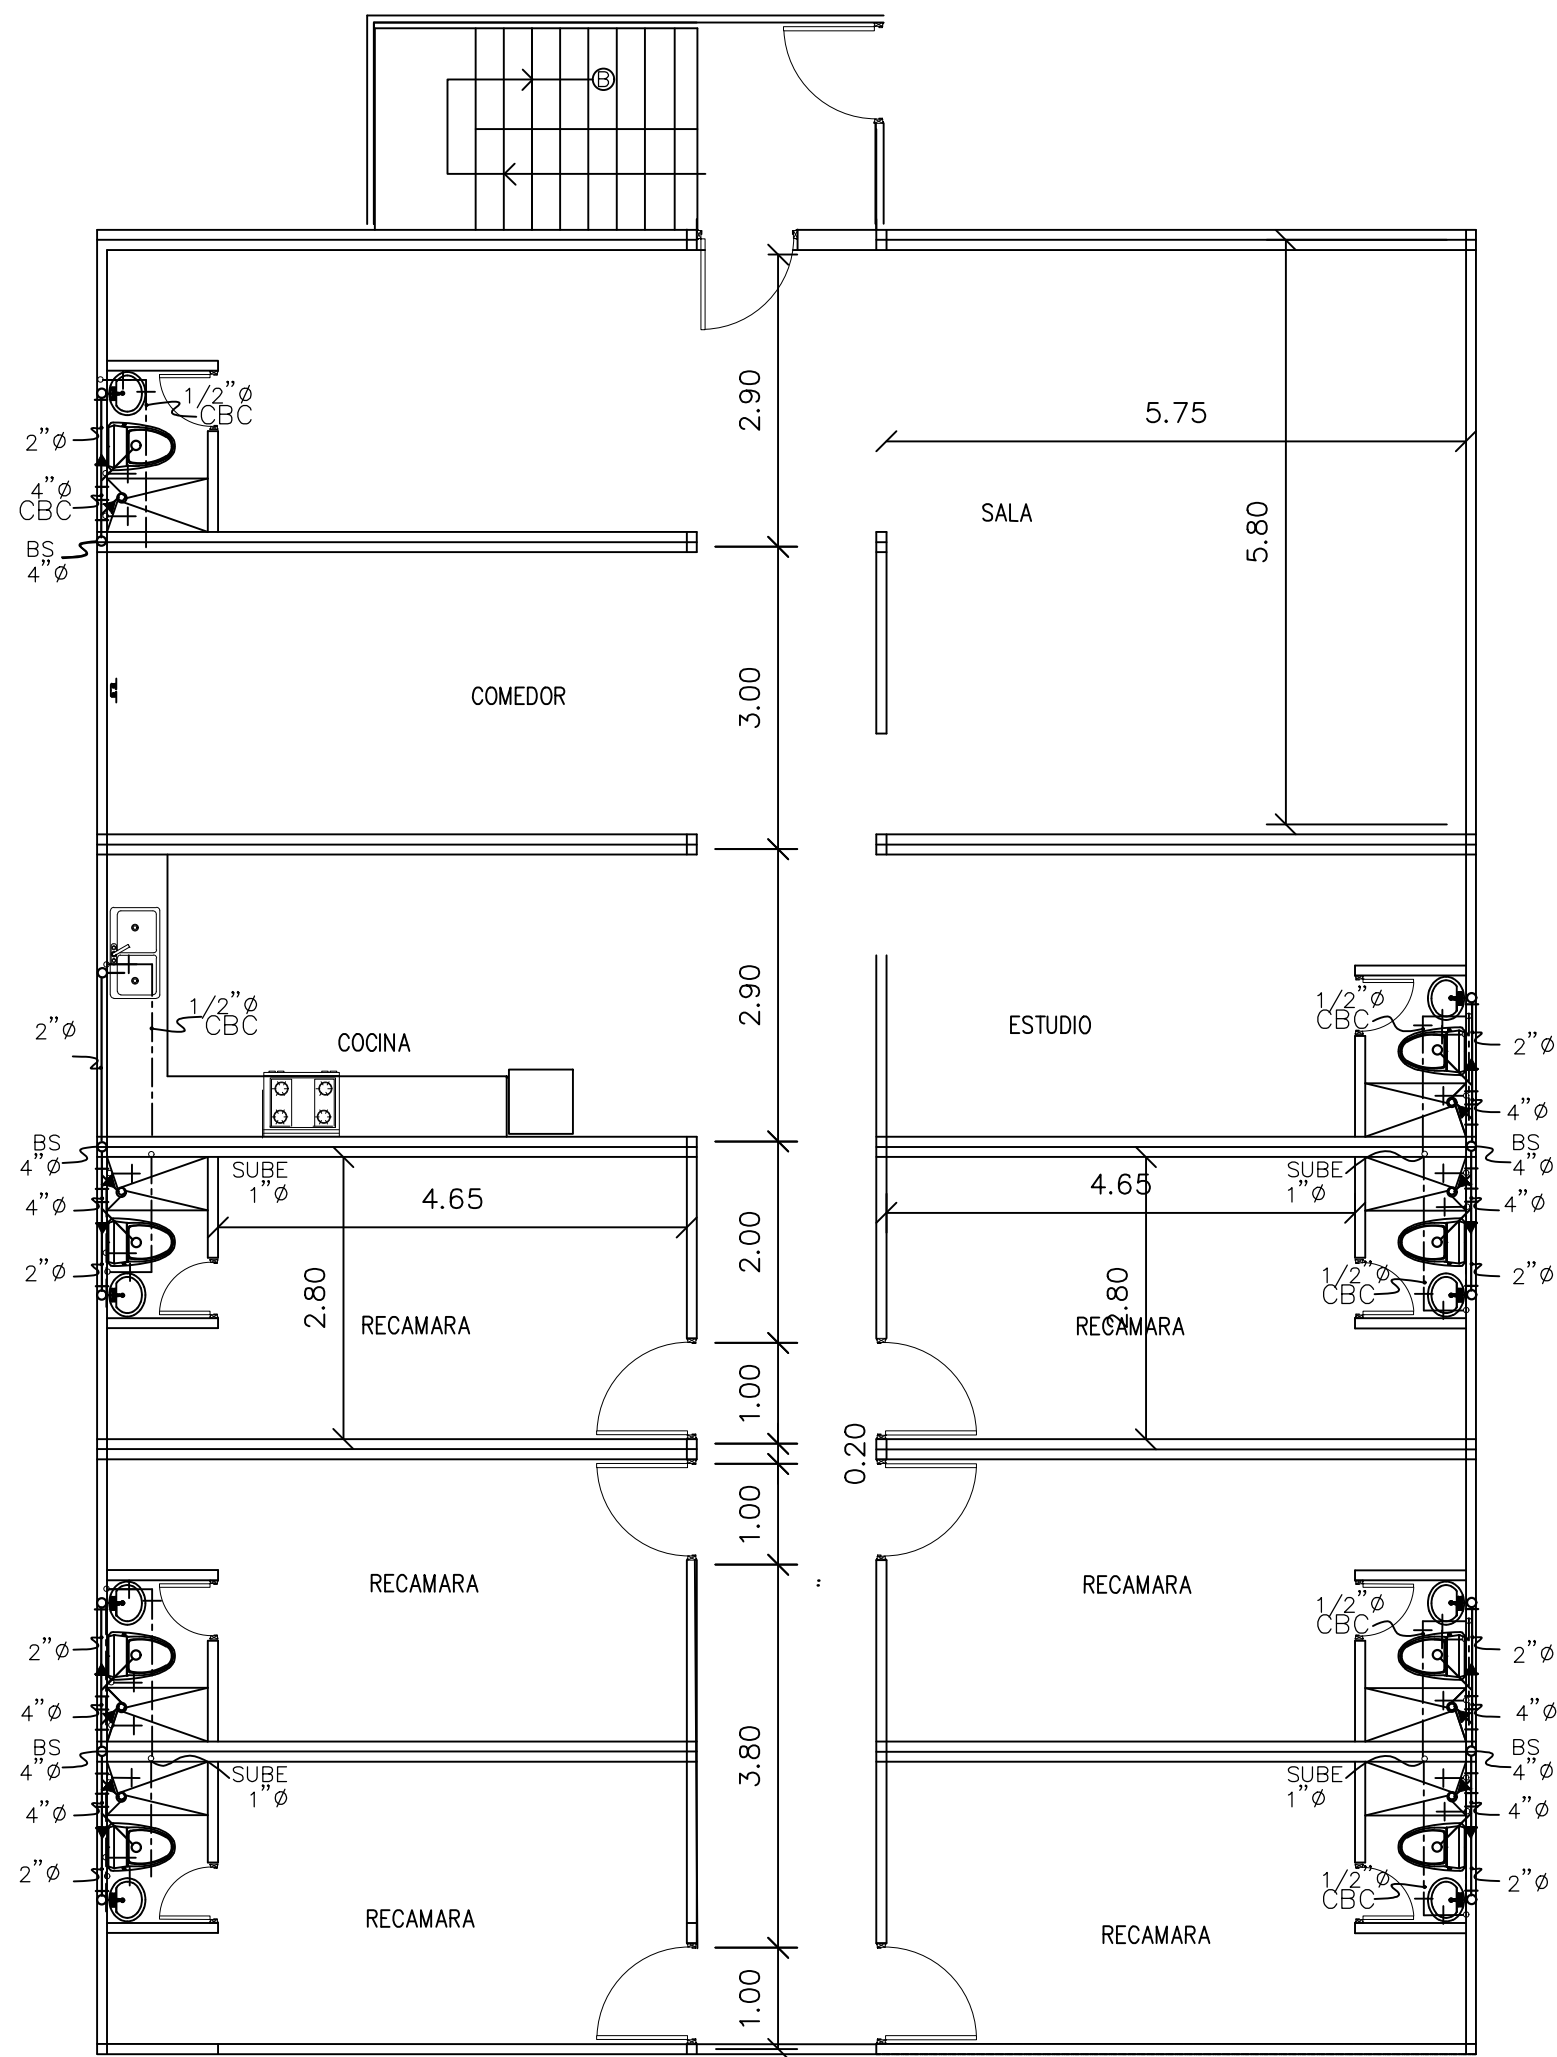 B
1/2"ø
CBC
2"ø
4"ø
CBC
BS
4"ø
2.90
5.75
SALA
5.80
COMEDOR
3.00
1/2"ø
CBC
2"ø
COCINA
2.90
ESTUDIO
1/2"ø
CBC
2"ø
4"ø
BS
4"ø
4"ø
2"ø
SUBE
1"ø
4.65
2.80
RECAMARA
2.00
1.00
0.20
4.65
2.80
RECAMARA
SUBE
1"ø
BS
4"ø
4"ø
1/2"ø
CBC
2"ø
1.00
RECAMARA
RECAMARA
1/2"ø
CBC
2"ø
4"ø
2"ø
4"ø
BS
4"ø
SUBE
1"ø
3.80
SUBE
1"ø
BS
4"ø
4"ø
2"ø
4"ø
1/2"ø
CBC
2"ø
RECAMARA
RECAMARA
1.00